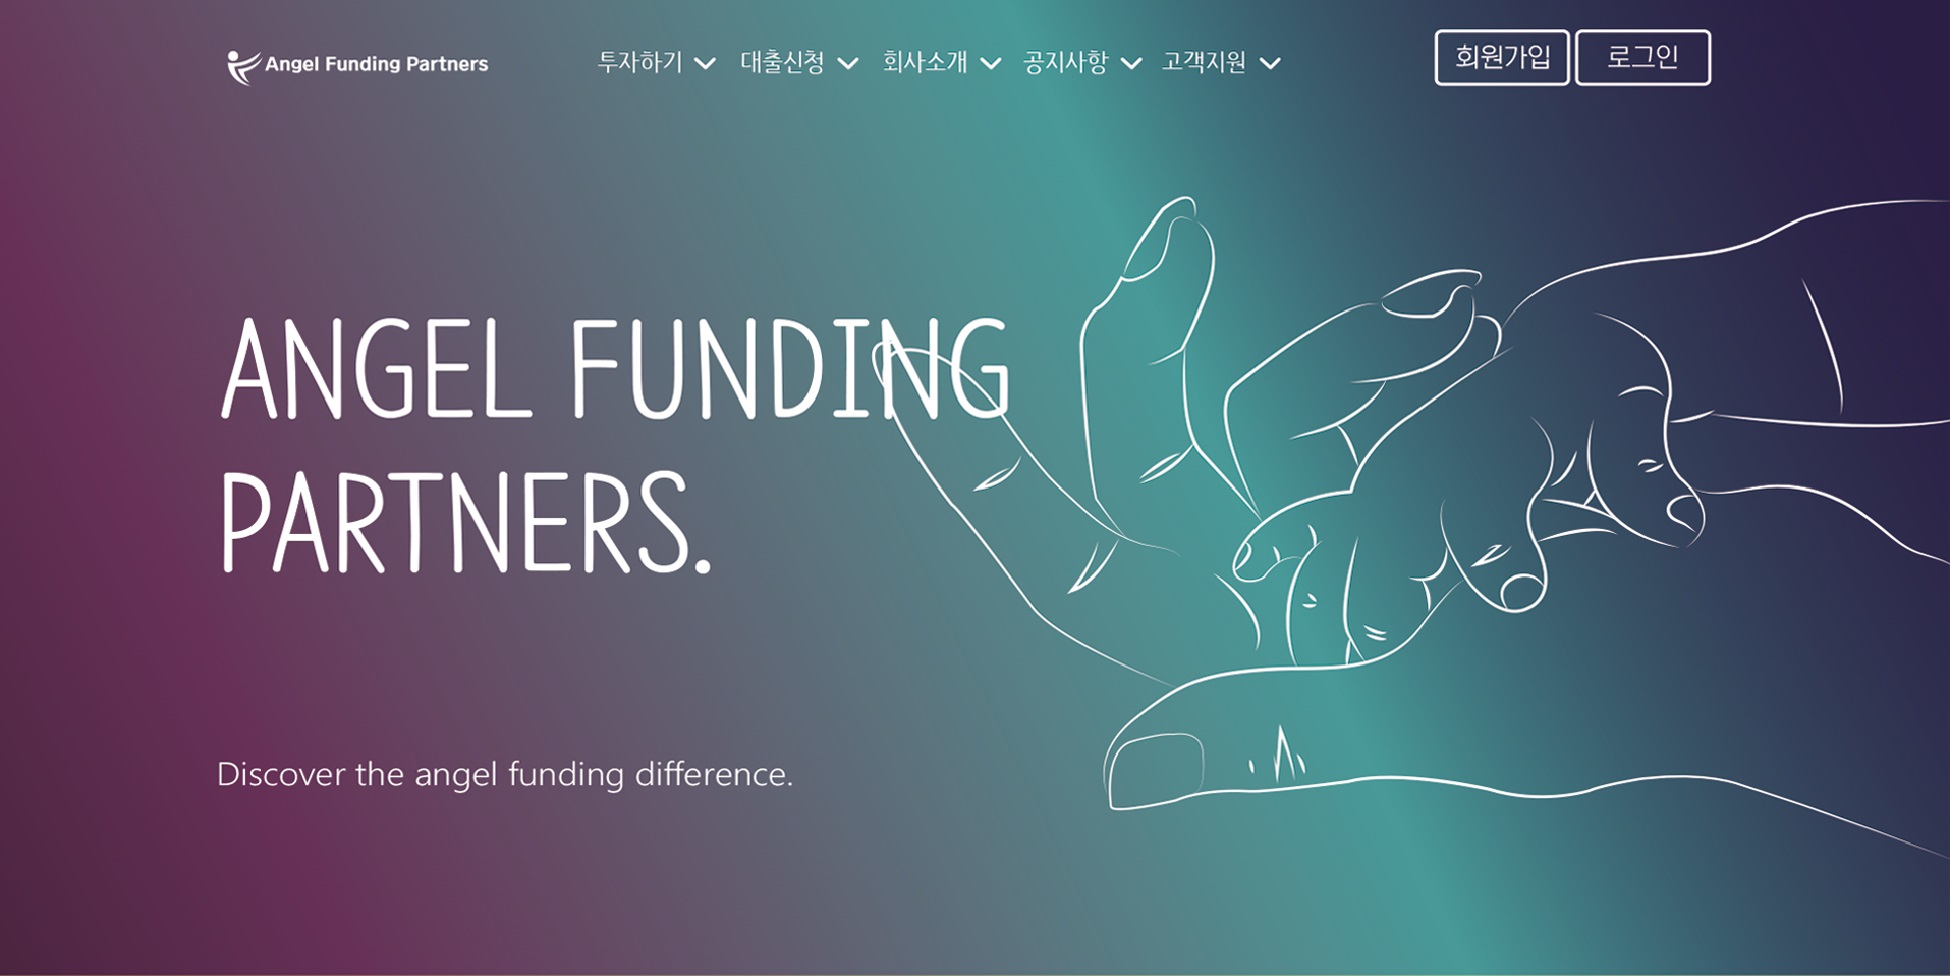 Angel Funding Partners
투자하기 대출신청 회사소개 공지사항 고객지원
회원가입 로그인
ANGEL FUNDING
PARTNERS.
Discover the angel funding difference.